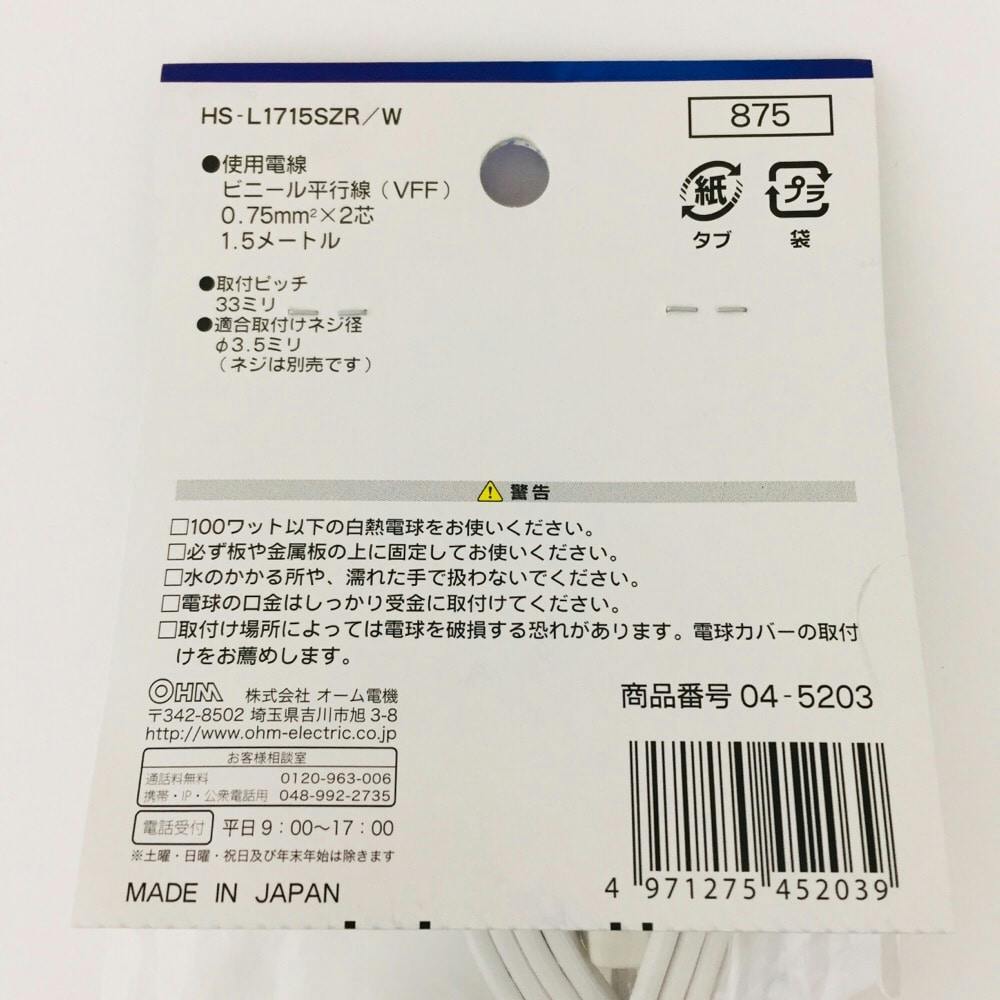 HS-L1715SZR/W
875
●使用電線
ビニール平行線(VFF)
0.75mm²×2芯
1.5メートル
紙
タブ
プラ
袋
●取付ピッチ
33ミリ
●適合取付けネジ径
φ3.5ミリ
(ネジは別売です)
警告
□100ワット以下の白熱電球をお使いください。
□必ず板や金属板の上に固定してお使いください。
□水のかかる所や、濡れた手で扱わないでください。
□電球の口金はしっかり受金に取付けてください。
□取付け場所によっては電球を破損する恐れがあります。電球カバーの取付
けをお薦めします。
OHM 株式会社 オーム電機
〒342-8502 埼玉県吉川市旭 3-8
http://www.ohm-electric.co.jp
お客様相談室
通話料無料 0120-963-006
携帯・IP・公衆電話用 048-992-2735
電話受付 平日 9:00〜17:00
※土曜・日曜・祝日及び年末年始は除きます
MADE IN JAPAN
商品番号 04-5203
4 971275 452039